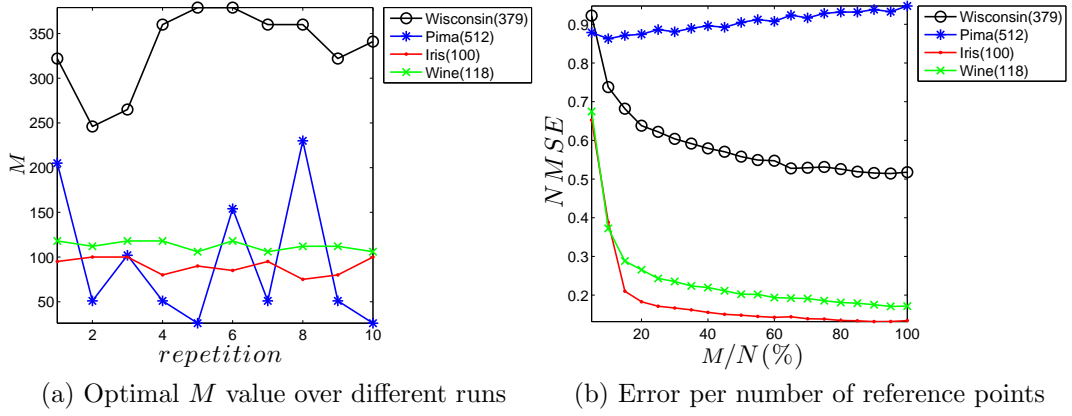 350
300
250
200
150
100
50
M
2
4
6
8
10
repetition
Wisconsin(379)
Pima(512)
Iris(100)
Wine(118)
(a) Optimal M value over different runs
0.9
0.8
0.7
0.6
0.5
0.4
0.3
0.2
NMSE
20
40
60
80
100
M/N(%)
Wisconsin(379)
Pima(512)
Iris(100)
Wine(118)
(b) Error per number of reference points